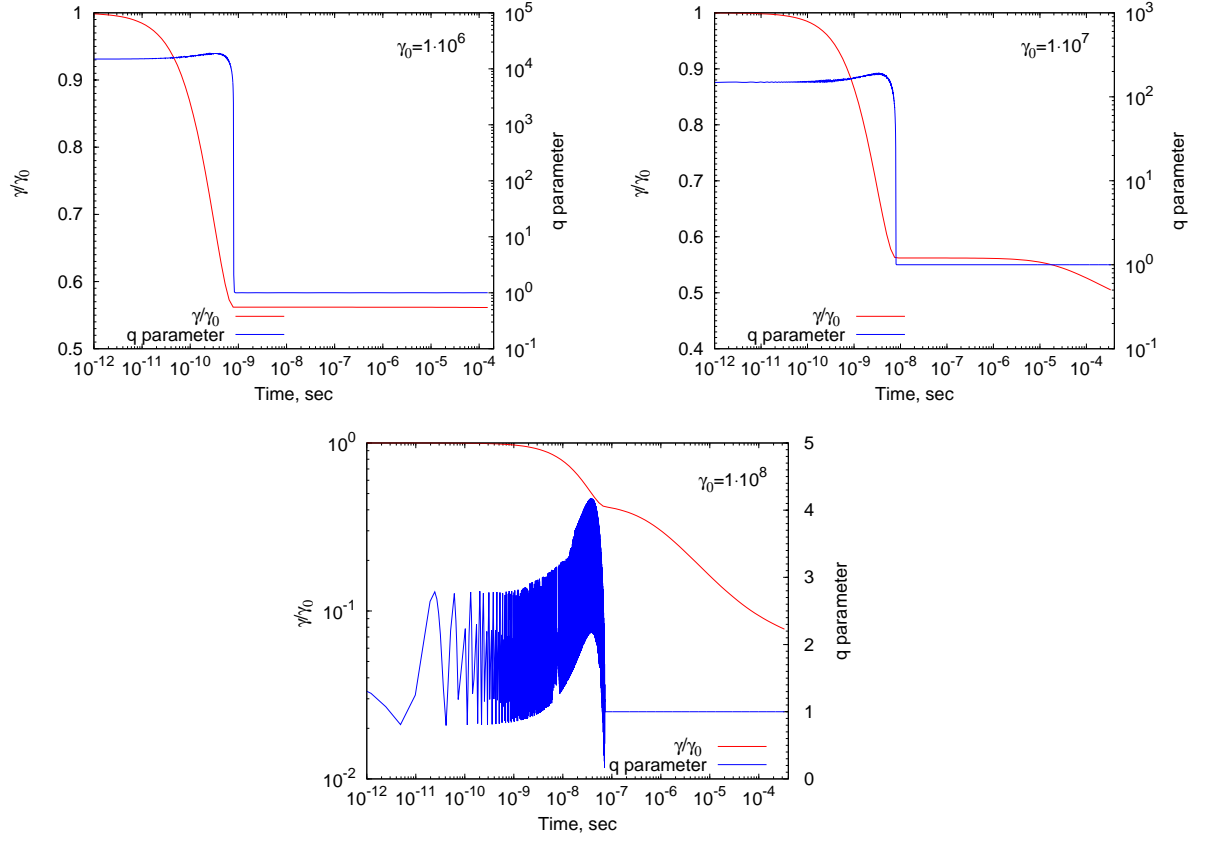 γ0=1·10^6
γ/γ0
1
0.9
0.8
0.7
0.6
0.5
10^5
10^4
10^3
10^2
10^1
10^0
10^-1
q parameter
γ/γ0
q parameter
10^-12 10^-11 10^-10 10^-9 10^-8 10^-7 10^-6 10^-5 10^-4
Time, sec
γ0=1·10^7
γ/γ0
1
0.9
0.8
0.7
0.6
0.5
0.4
10^3
10^2
10^1
10^0
10^-1
q parameter
γ/γ0
q parameter
10^-12 10^-11 10^-10 10^-9 10^-8 10^-7 10^-6 10^-5 10^-4
Time, sec
γ0=1·10^8
γ/γ0
10^0
10^-1
10^-2
5
4
3
2
1
0
q parameter
γ/γ0
q parameter
10^-12 10^-11 10^-10 10^-9 10^-8 10^-7 10^-6 10^-5 10^-4
Time, sec